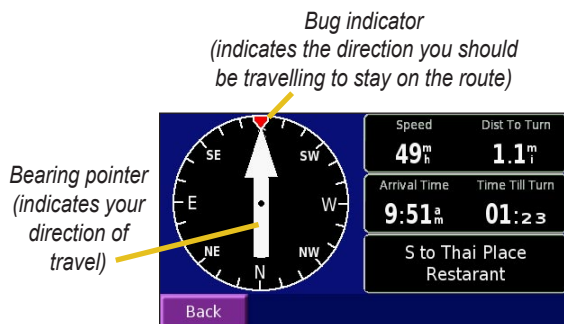 Bug indicator
(indicates the direction you should
be travelling to stay on the route)
Bearing pointer
(indicates your
direction of
travel)
SE
SW
E
W
NE
NW
N
Speed
Dist To Turn
49mh
1.1mi
Arrival Time
Time Till Turn
9:51am
01:23
S to Thai Place
Restarant
Back